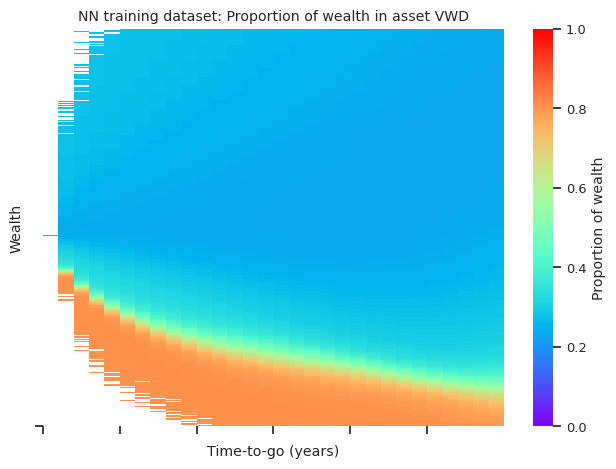 NN training dataset: Proportion of wealth in asset VWD
Wealth
Time-to-go (years)
1.0
0.8
0.6
0.4
0.2
0.0
Proportion of wealth